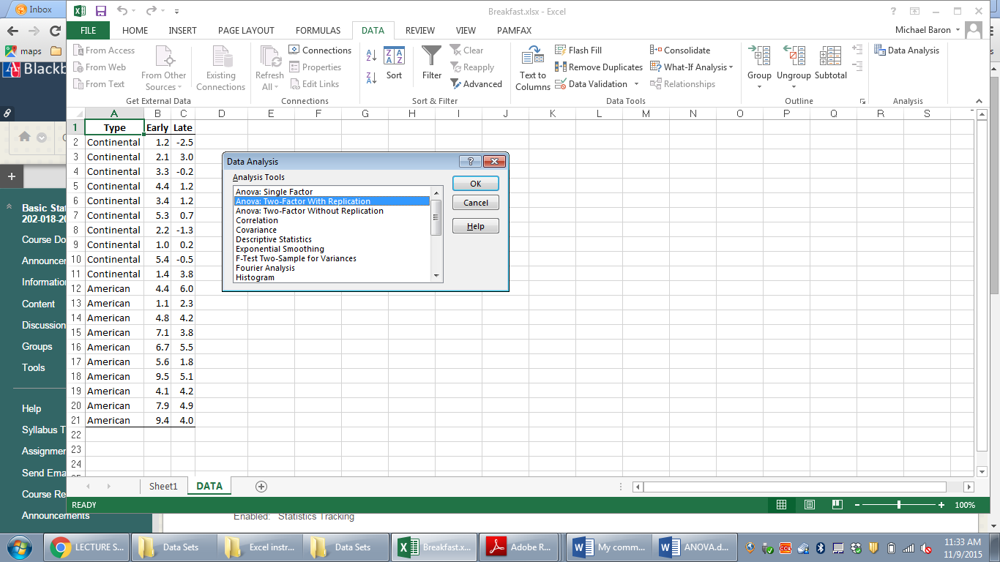 Inbox
Breakfast.xlsx - Excel
FILE HOME INSERT PAGE LAYOUT FORMULAS DATA REVIEW VIEW PAMFAX
Michael Baron
maps
Blackb
From Access
From Web
From Text
From Other Sources
Existing Connections
Get External Data
Refresh All
Connections
Properties
Edit Links
Connections
Sort
Filter
Clear
Reapply
Advanced
Sort & Filter
Text to Columns
Flash Fill
Remove Duplicates
Data Validation
Consolidate
What-If Analysis
Relationships
Data Tools
Group Ungroup Subtotal
Outline
Data Analysis
Analysis
A B C D E F G H I J K L M N O P Q R S
1 Type Early Late
2 Continental 1.2 -2.5
3 Continental 2.1 3.0
4 Continental 3.3 -0.2
5 Continental 4.4 1.2
6 Continental 3.4 1.2
7 Continental 5.3 0.7
8 Continental 2.2 -1.3
9 Continental 1.0 0.2
10 Continental 5.4 -0.5
11 Continental 1.4 3.8
12 American 4.4 6.0
13 American 1.1 2.3
14 American 4.8 4.2
15 American 7.1 3.8
16 American 6.7 5.5
17 American 5.6 1.8
18 American 9.5 5.1
19 American 4.1 4.2
20 American 7.9 4.9
21 American 9.4 4.0
22
23
24
Data Analysis
Analysis Tools
Anova: Single Factor
Anova: Two-Factor With Replication
Anova: Two-Factor Without Replication
Correlation
Covariance
Descriptive Statistics
Exponential Smoothing
F-Test Two-Sample for Variances
Fourier Analysis
Histogram
OK
Cancel
Help
Basic Sta
202-018-20
Course Do
Announcer
Informatio
Content
Discussion
Groups
Tools
Help
Syllabus T
Assignmen
Send Ema
Course Re
Announcements
Sheet1 DATA
READY
100%
Enabled: Statistics Tracking
LECTURE S...
Data Sets
Excel instr...
Data Sets
Breakfast.x...
Adobe R...
My comm...
ANOVA.d...
11:33 AM
11/9/2015